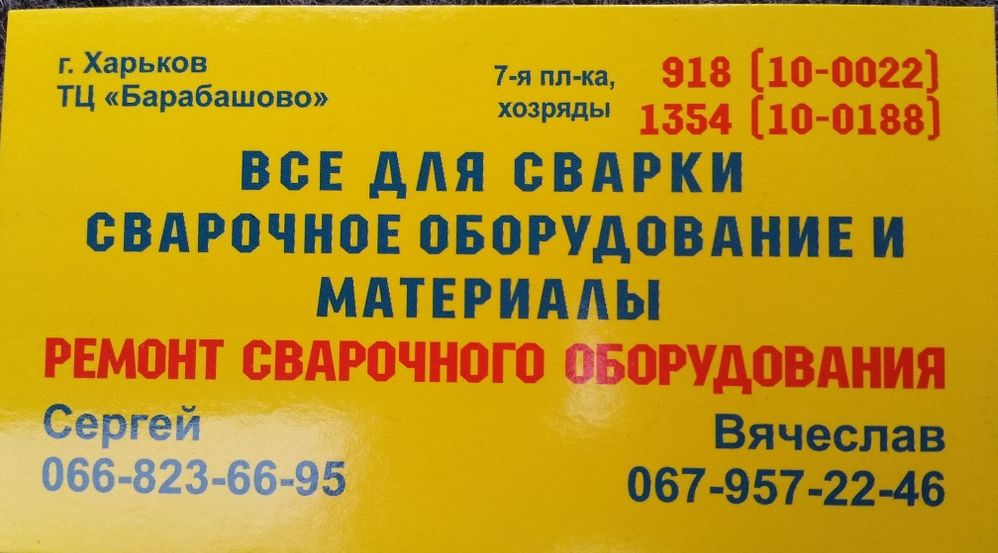 г. Харьков
ТЦ «Барабашово»
7-я пл-ка,
хозряды
918 (10-0022)
1354 (10-0188)
ВСЕ ДЛЯ СВАРКИ
СВАРОЧНОЕ ОБОРУДОВАНИЕ И
МАТЕРИАЛЫ
РЕМОНТ СВАРОЧНОГО ОБОРУДОВАНИЯ
Сергей
066-823-66-95
Вячеслав
067-957-22-46